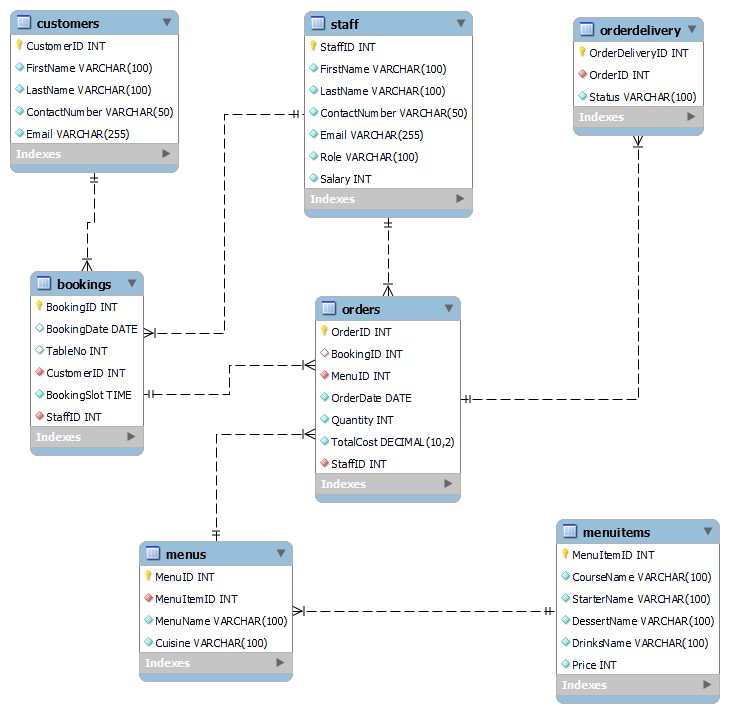 customers
CustomerID INT
FirstName VARCHAR(100)
LastName VARCHAR(100)
ContactNumber VARCHAR(50)
Email VARCHAR(255)
Indexes
staff
StaffID INT
FirstName VARCHAR(100)
LastName VARCHAR(100)
ContactNumber VARCHAR(50)
Email VARCHAR(255)
Role VARCHAR(100)
Salary INT
Indexes
orderdelivery
OrderDeliveryID INT
OrderID INT
Status VARCHAR(100)
Indexes
bookings
BookingID INT
BookingDate DATE
TableNo INT
CustomerID INT
BookingSlot TIME
StaffID INT
Indexes
orders
OrderID INT
BookingID INT
MenuID INT
OrderDate DATE
Quantity INT
TotalCost DECIMAL(10,2)
StaffID INT
Indexes
menus
MenuID INT
MenuItemID INT
MenuName VARCHAR(100)
Cuisine VARCHAR(100)
Indexes
menuitems
MenuItemID INT
CourseName VARCHAR(100)
StarterName VARCHAR(100)
DessertName VARCHAR(100)
DrinksName VARCHAR(100)
Price INT
Indexes